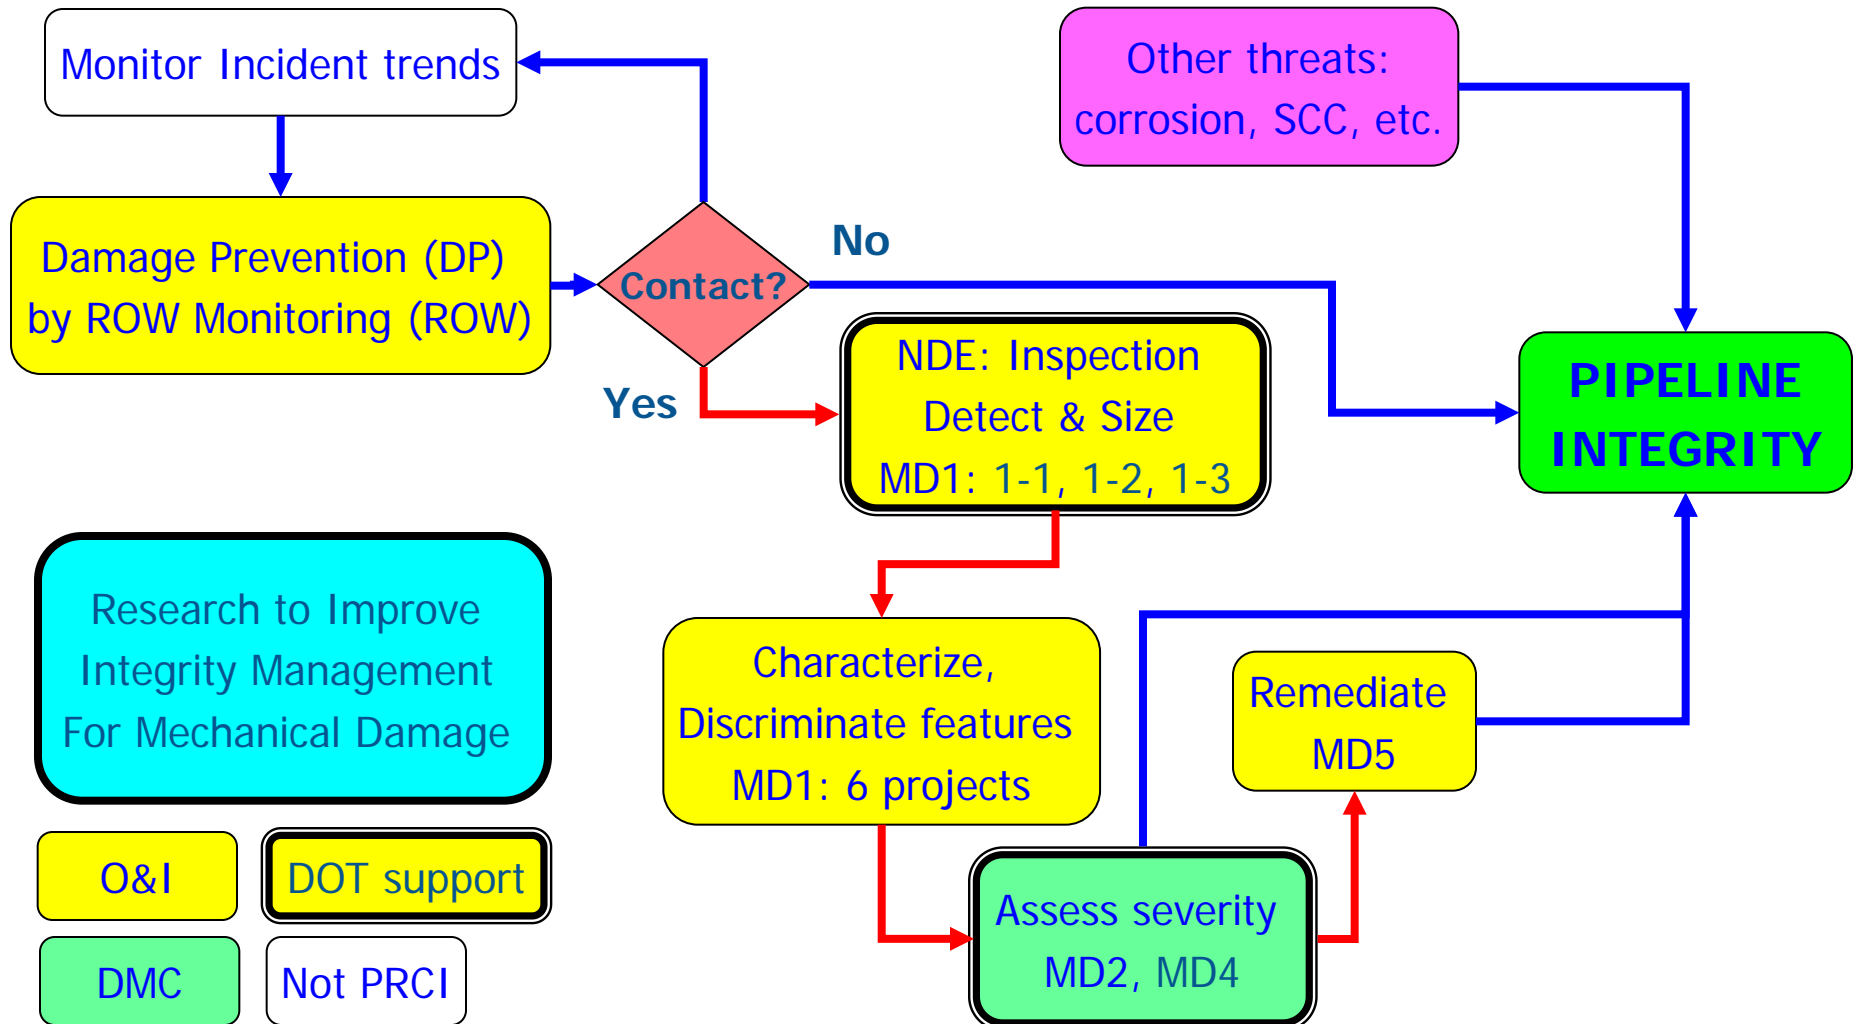 Monitor Incident trends
Other threats:
corrosion, SCC, etc.
Damage Prevention (DP)
by ROW Monitoring (ROW)
Contact?
No
Yes
NDE: Inspection
Detect & Size
MD1: 1-1, 1-2, 1-3
PIPELINE
INTEGRITY
Research to Improve
Integrity Management
For Mechanical Damage
Characterize,
Discriminate features
MD1: 6 projects
Remediate
MD5
Assess severity
MD2, MD4
O&I
DOT support
DMC
Not PRCI